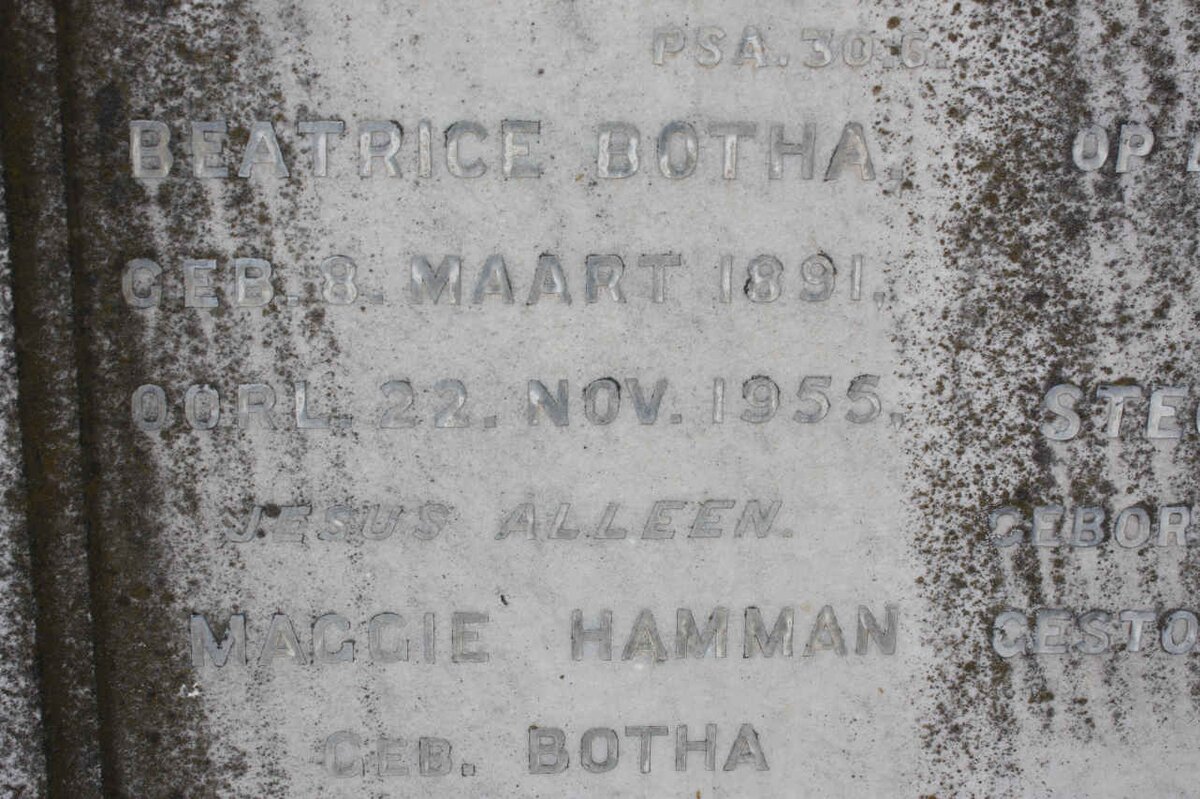 PSA. 30.6.
BEATRICE BOTHA.
GEB. 8. MAART 1891.
OORL. 22. NOV. 1955.
JESUS ALLEEN.
MAGGIE HAMMAN
GEB. BOTHA
OP